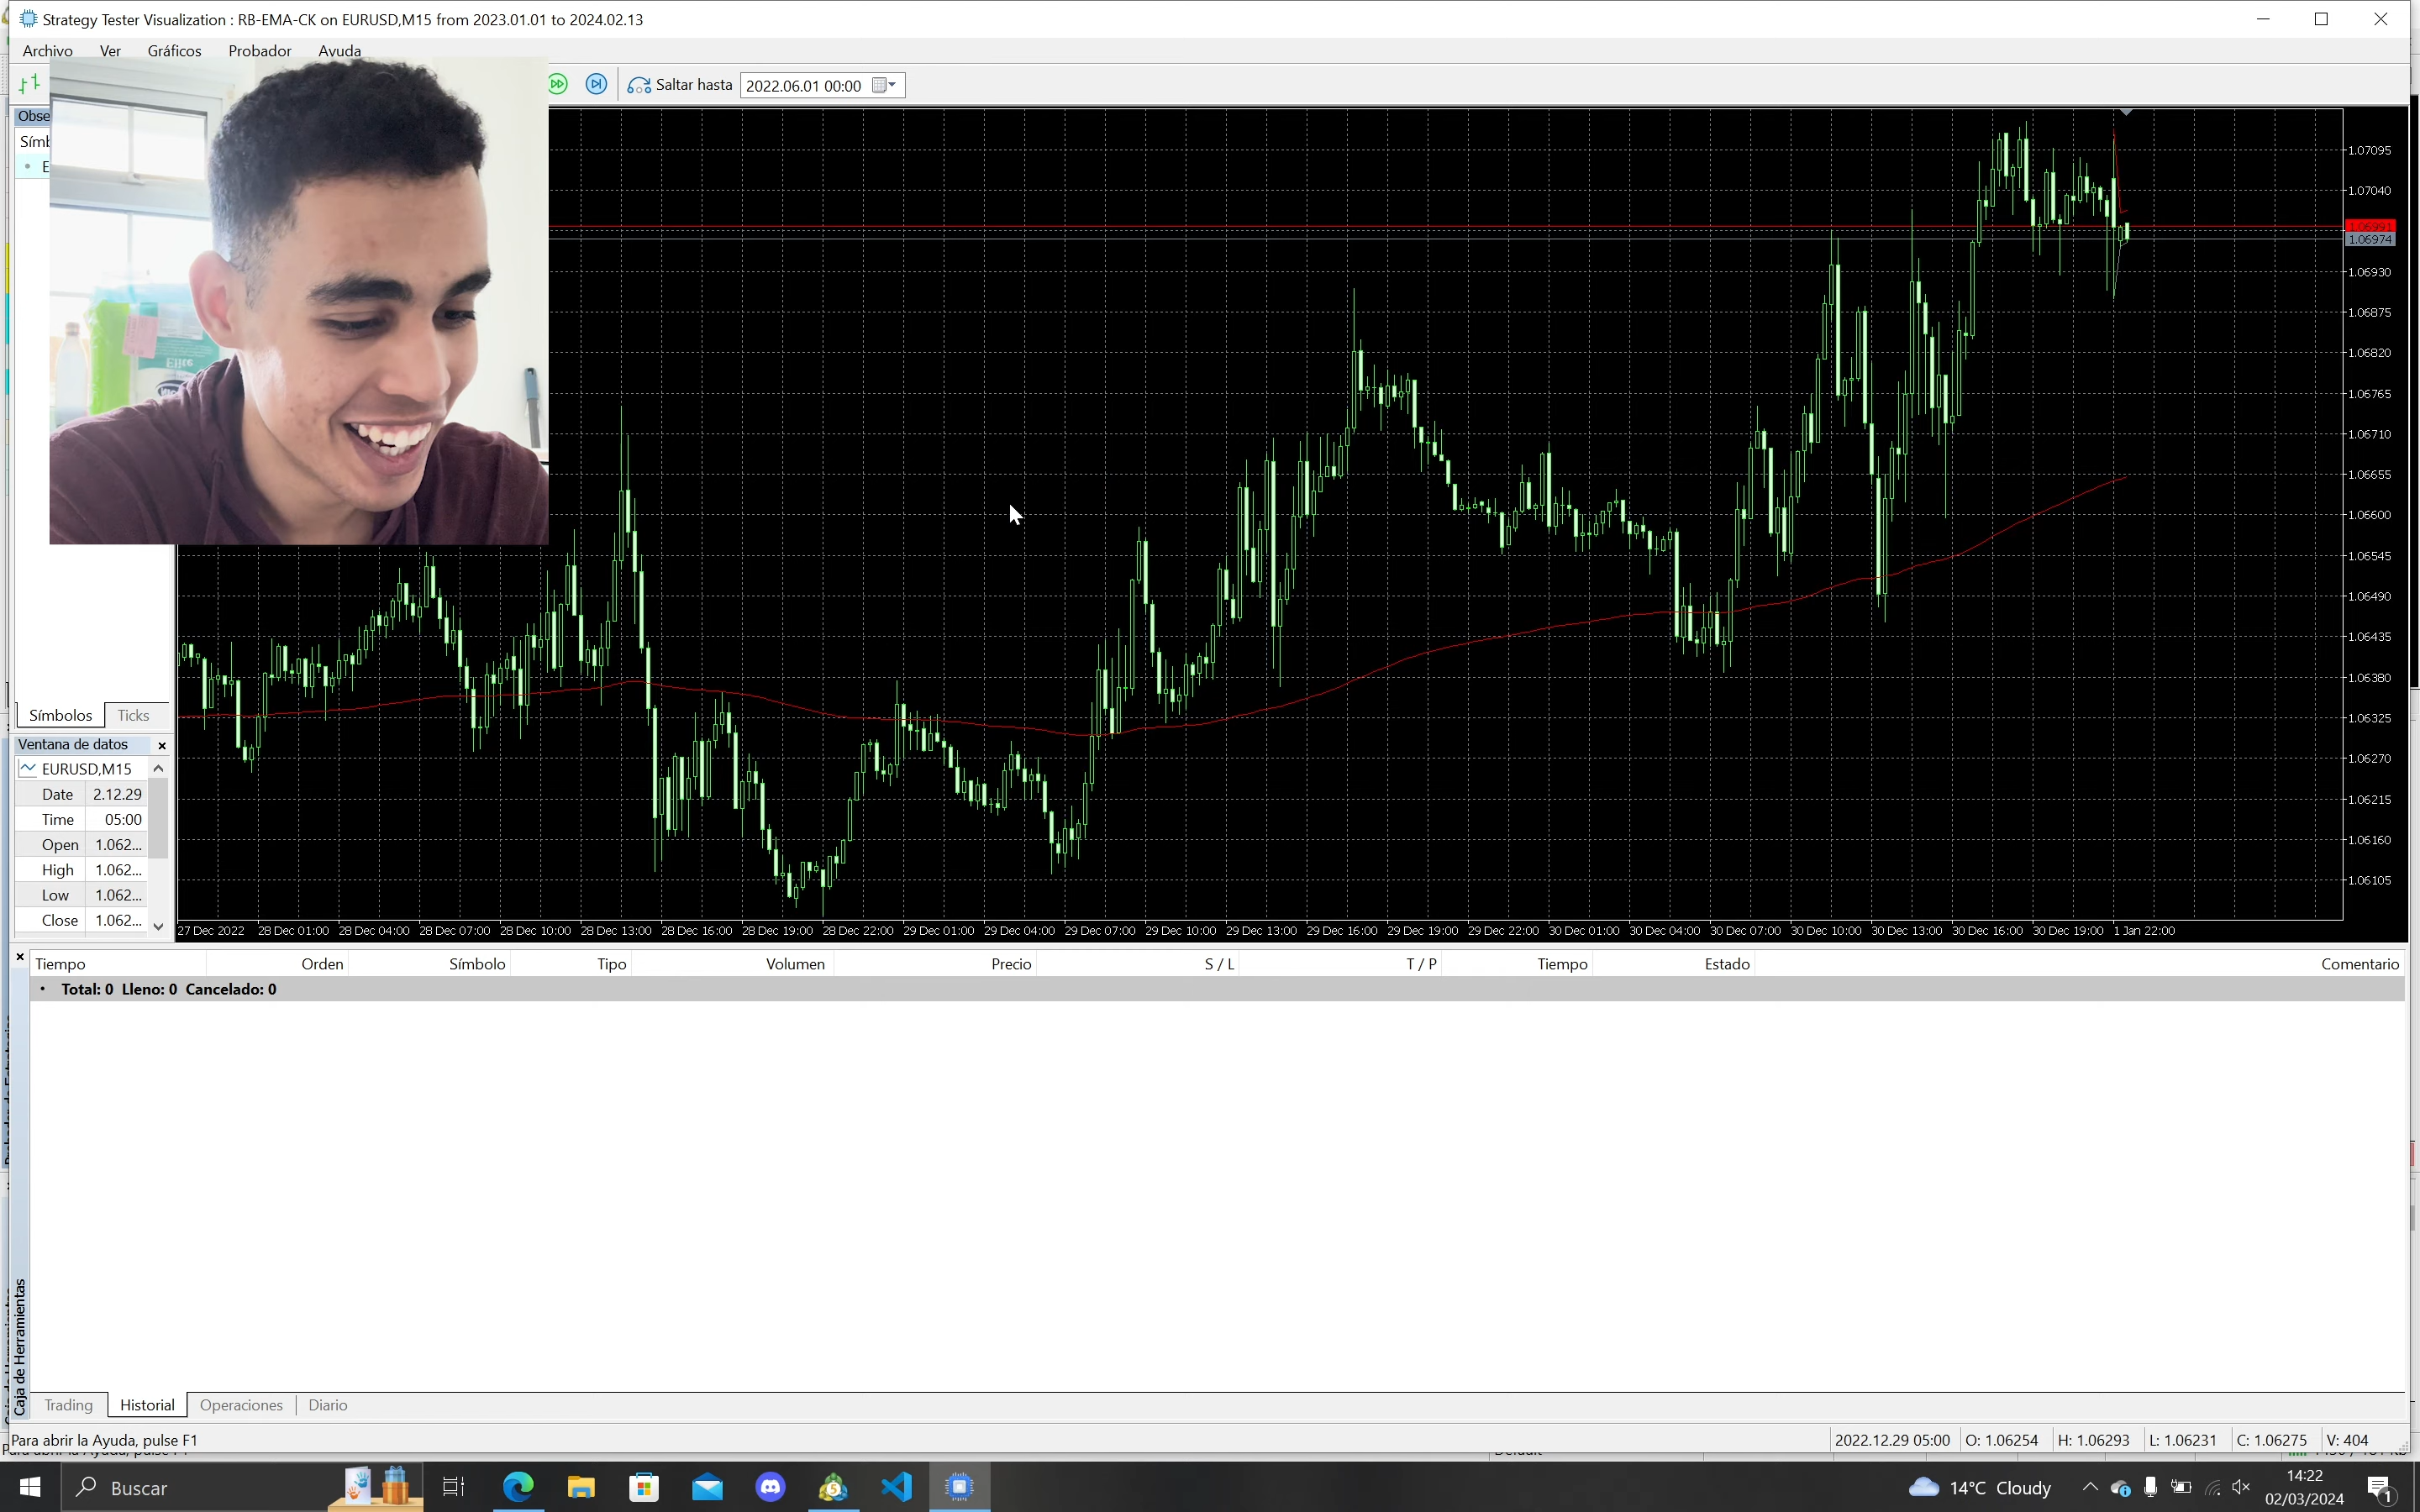 Strategy Tester Visualization : RB-EMA-CK on EURUSD,M15 from 2023.01.01 to 2024.02.13
Archivo Ver Gráficos Probador Ayuda
Saltar hasta 2022.06.01 00:00
Obse
Símb
E
Elite
1.07095
1.07040
1.06991
1.06974
1.06930
1.06875
1.06820
1.06765
1.06710
1.06655
1.06600
1.06545
1.06490
1.06435
1.06380
1.06325
1.06270
1.06215
1.06160
1.06105
Símbolos Ticks
Ventana de datos
EURUSD,M15
Date 2.12.29
Time 05:00
Open 1.062...
High 1.062...
Low 1.062...
Close 1.062...
27 Dec 2022 28 Dec 01:00 28 Dec 04:00 28 Dec 07:00 28 Dec 10:00 28 Dec 13:00 28 Dec 16:00 28 Dec 19:00 28 Dec 22:00 29 Dec 01:00 29 Dec 04:00 29 Dec 07:00 29 Dec 10:00 29 Dec 13:00 29 Dec 16:00 29 Dec 19:00 29 Dec 22:00 30 Dec 01:00 30 Dec 04:00 30 Dec 07:00 30 Dec 10:00 30 Dec 13:00 30 Dec 16:00 30 Dec 19:00 1 Jan 22:00
Tiempo Orden Símbolo Tipo Volumen Precio S / L T / P Tiempo Estado Comentario
Total: 0 Lleno: 0 Cancelado: 0
Caja de Herramientas
Trading Historial Operaciones Diario
Para abrir la Ayuda, pulse F1
2022.12.29 05:00 O: 1.06254 H: 1.06293 L: 1.06231 C: 1.06275 V: 404
Buscar
14°C Cloudy
14:22
02/03/2024
1